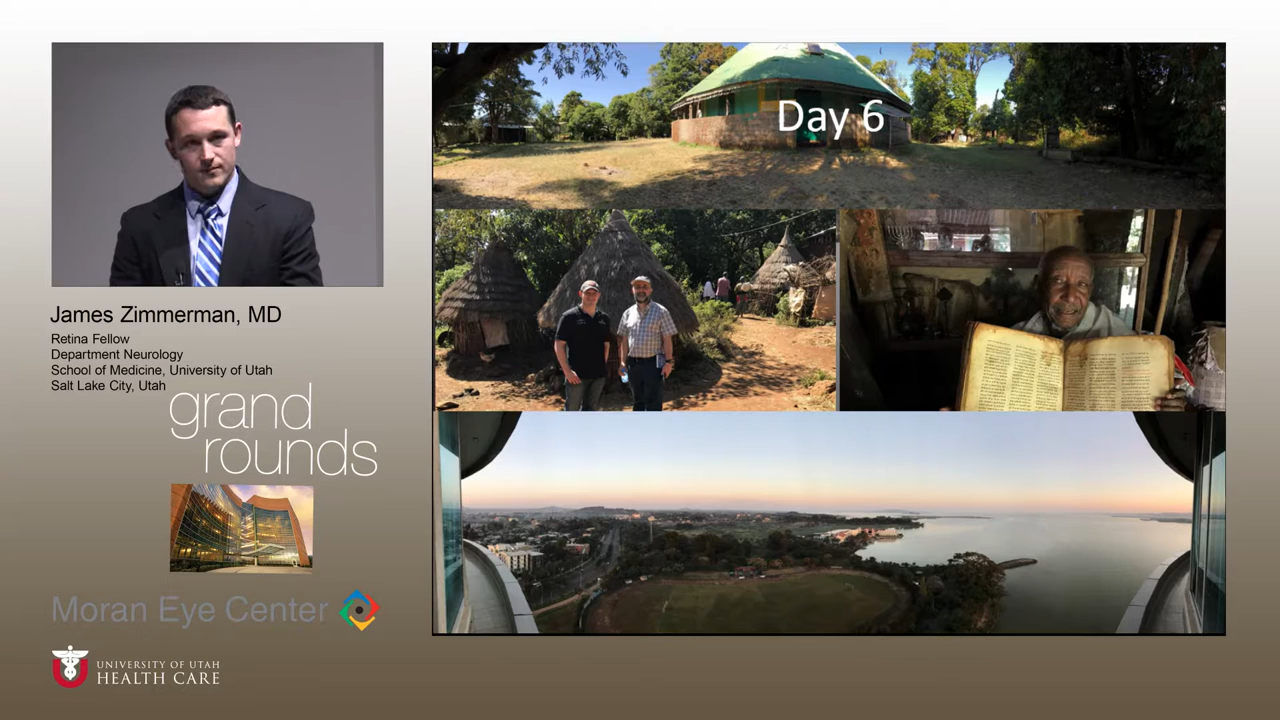 Day 6
James Zimmerman, MD
Retina Fellow
Department Neurology
School of Medicine, University of Utah
Salt Lake City, Utah
grand
rounds
Moran Eye Center
UNIVERSITY OF UTAH
HEALTH CARE